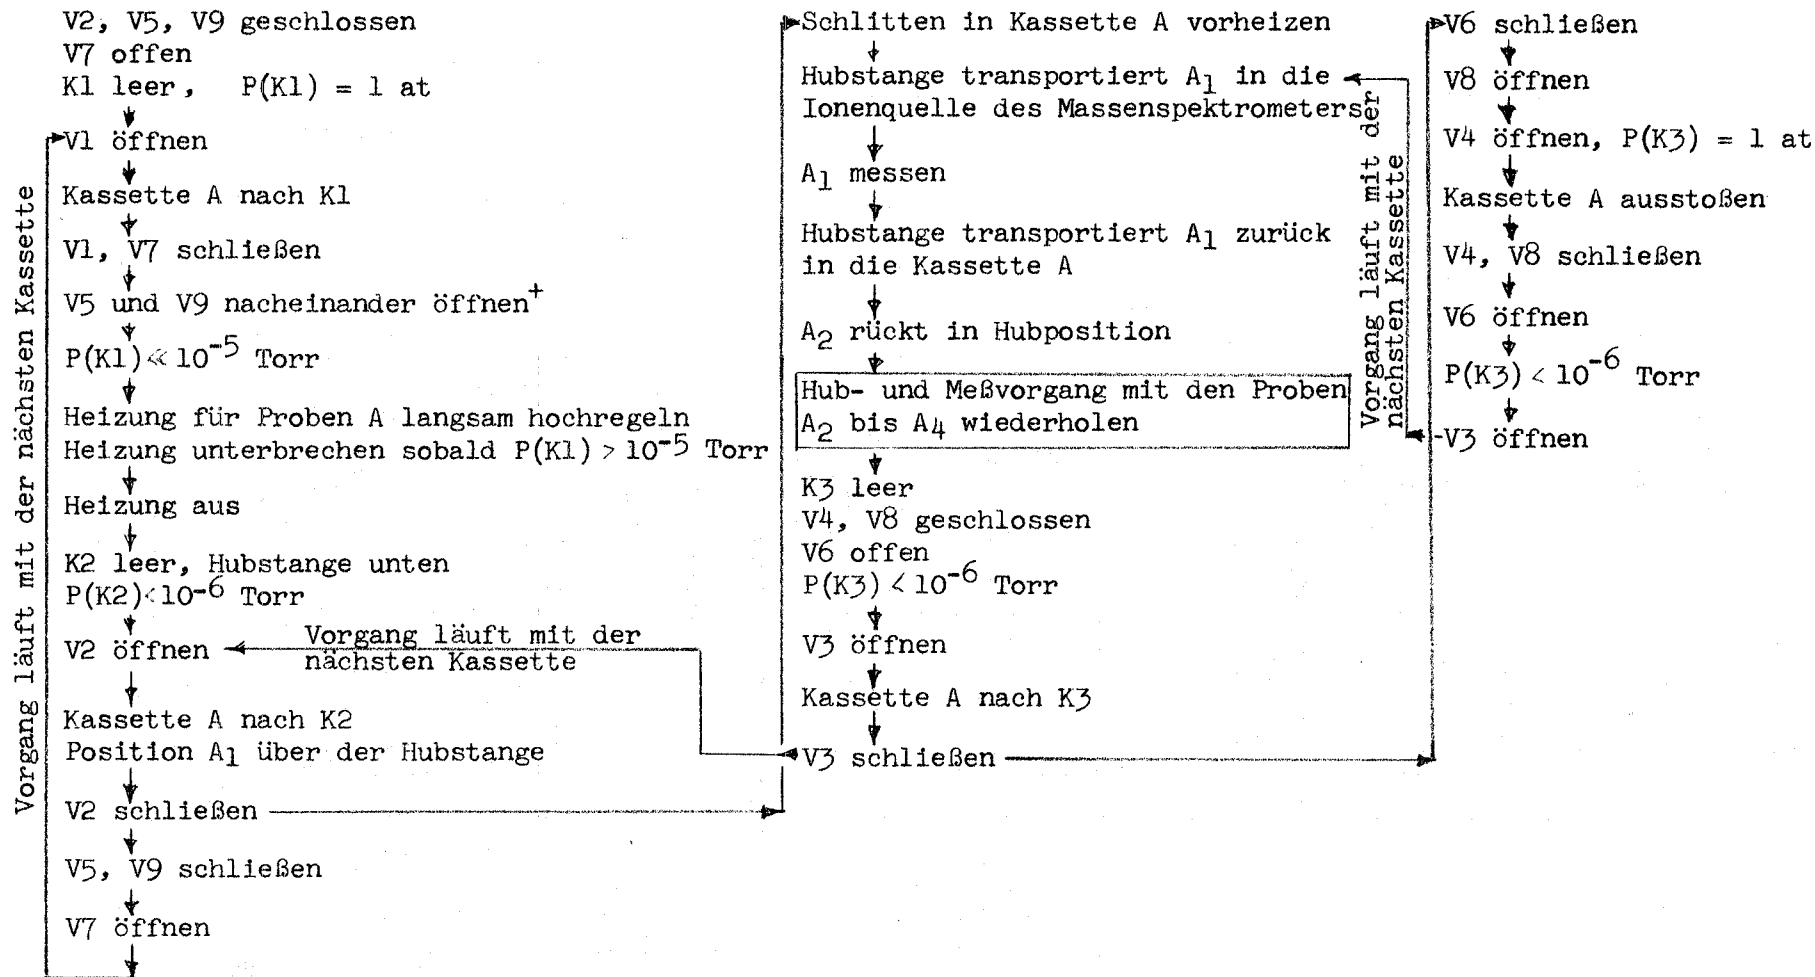 V2, V5, V9 geschlossen
V7 offen
K1 leer, P(K1) = 1 at
V1 öffnen
Kassette A nach K1
V1, V7 schließen
V5 und V9 nacheinander öffnen⁺
P(K1) ≪ 10⁻⁵ Torr
Heizung für Proben A langsam hochregeln
Heizung unterbrechen sobald P(K1) > 10⁻⁵ Torr
Heizung aus
K2 leer, Hubstange unten
P(K2) < 10⁻⁶ Torr
V2 öffnen
Kassette A nach K2
Position A₁ über der Hubstange
V2 schließen
V5, V9 schließen
V7 öffnen
Vorgang läuft mit der nächsten Kassette
Vorgang läuft mit der
nächsten Kassette
Schlitten in Kassette A vorheizen
Hubstange transportiert A₁ in die
Ionenquelle des Massenspektrometers
A₁ messen
Hubstange transportiert A₁ zurück
in die Kassette A
A₂ rückt in Hubposition
Hub- und Meßvorgang mit den Proben
A₂ bis A₄ wiederholen
K3 leer
V4, V8 geschlossen
V6 offen
P(K3) < 10⁻⁶ Torr
V3 öffnen
Kassette A nach K3
V3 schließen
Vorgang läuft mit der
nächsten Kassette
V6 schließen
V8 öffnen
V4 öffnen, P(K3) = 1 at
Kassette A ausstoßen
V4, V8 schließen
V6 öffnen
P(K3) < 10⁻⁶ Torr
V3 öffnen